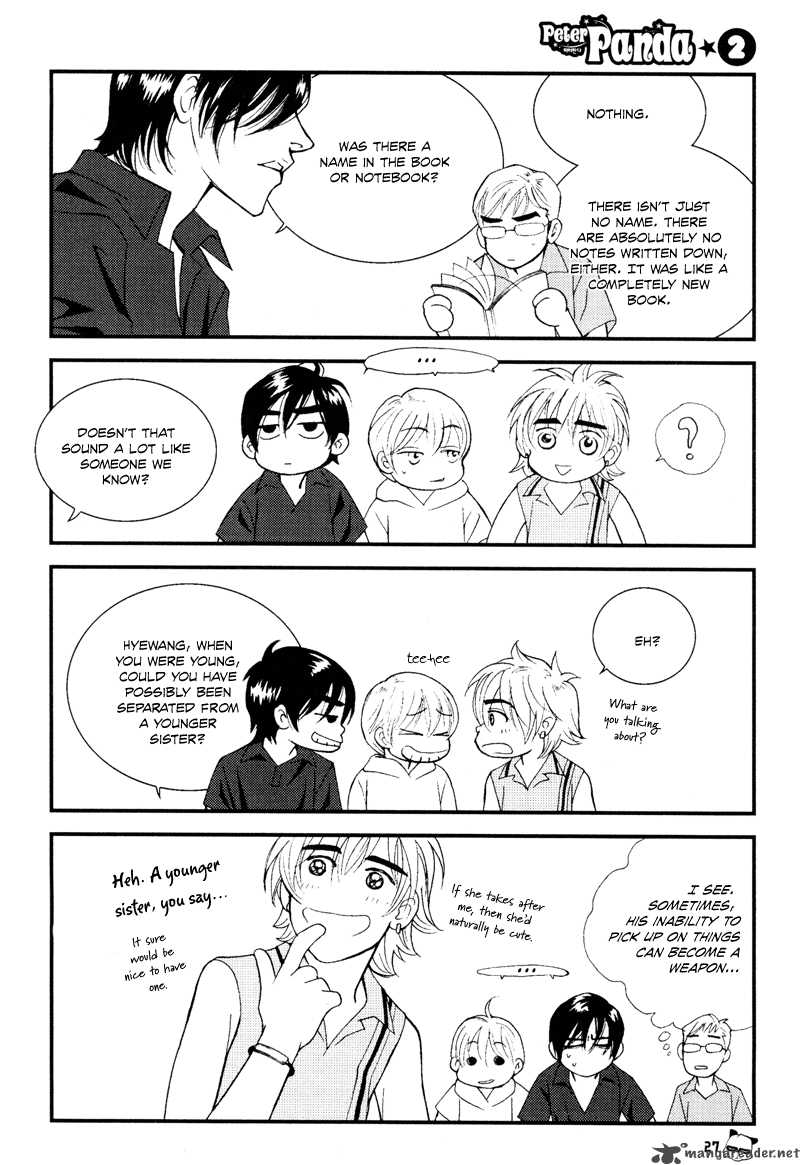 Peter
Panda
2
WAS THERE A
NAME IN THE BOOK
OR NOTEBOOK?
NOTHING.
THERE ISN'T JUST
NO NAME. THERE
ARE ABSOLUTELY NO
NOTES WRITTEN DOWN,
EITHER. IT WAS LIKE A
COMPLETELY NEW
BOOK.
...
DOESN'T THAT
SOUND A LOT LIKE
SOMEONE WE
KNOW?
?
HYEWANG, WHEN
YOU WERE YOUNG,
COULD YOU HAVE
POSSIBLY BEEN
SEPARATED FROM
A YOUNGER
SISTER?
tee-hee
EH?
What are
you talking
about?
Heh. A younger
sister, you say...
It sure
would be
nice to have
one.
If she takes after
me, then she'd
naturally be cute.
...
I SEE.
SOMETIMES,
HIS INABILITY TO
PICK UP ON THINGS
CAN BECOME A
WEAPON...
27
mangareader.net